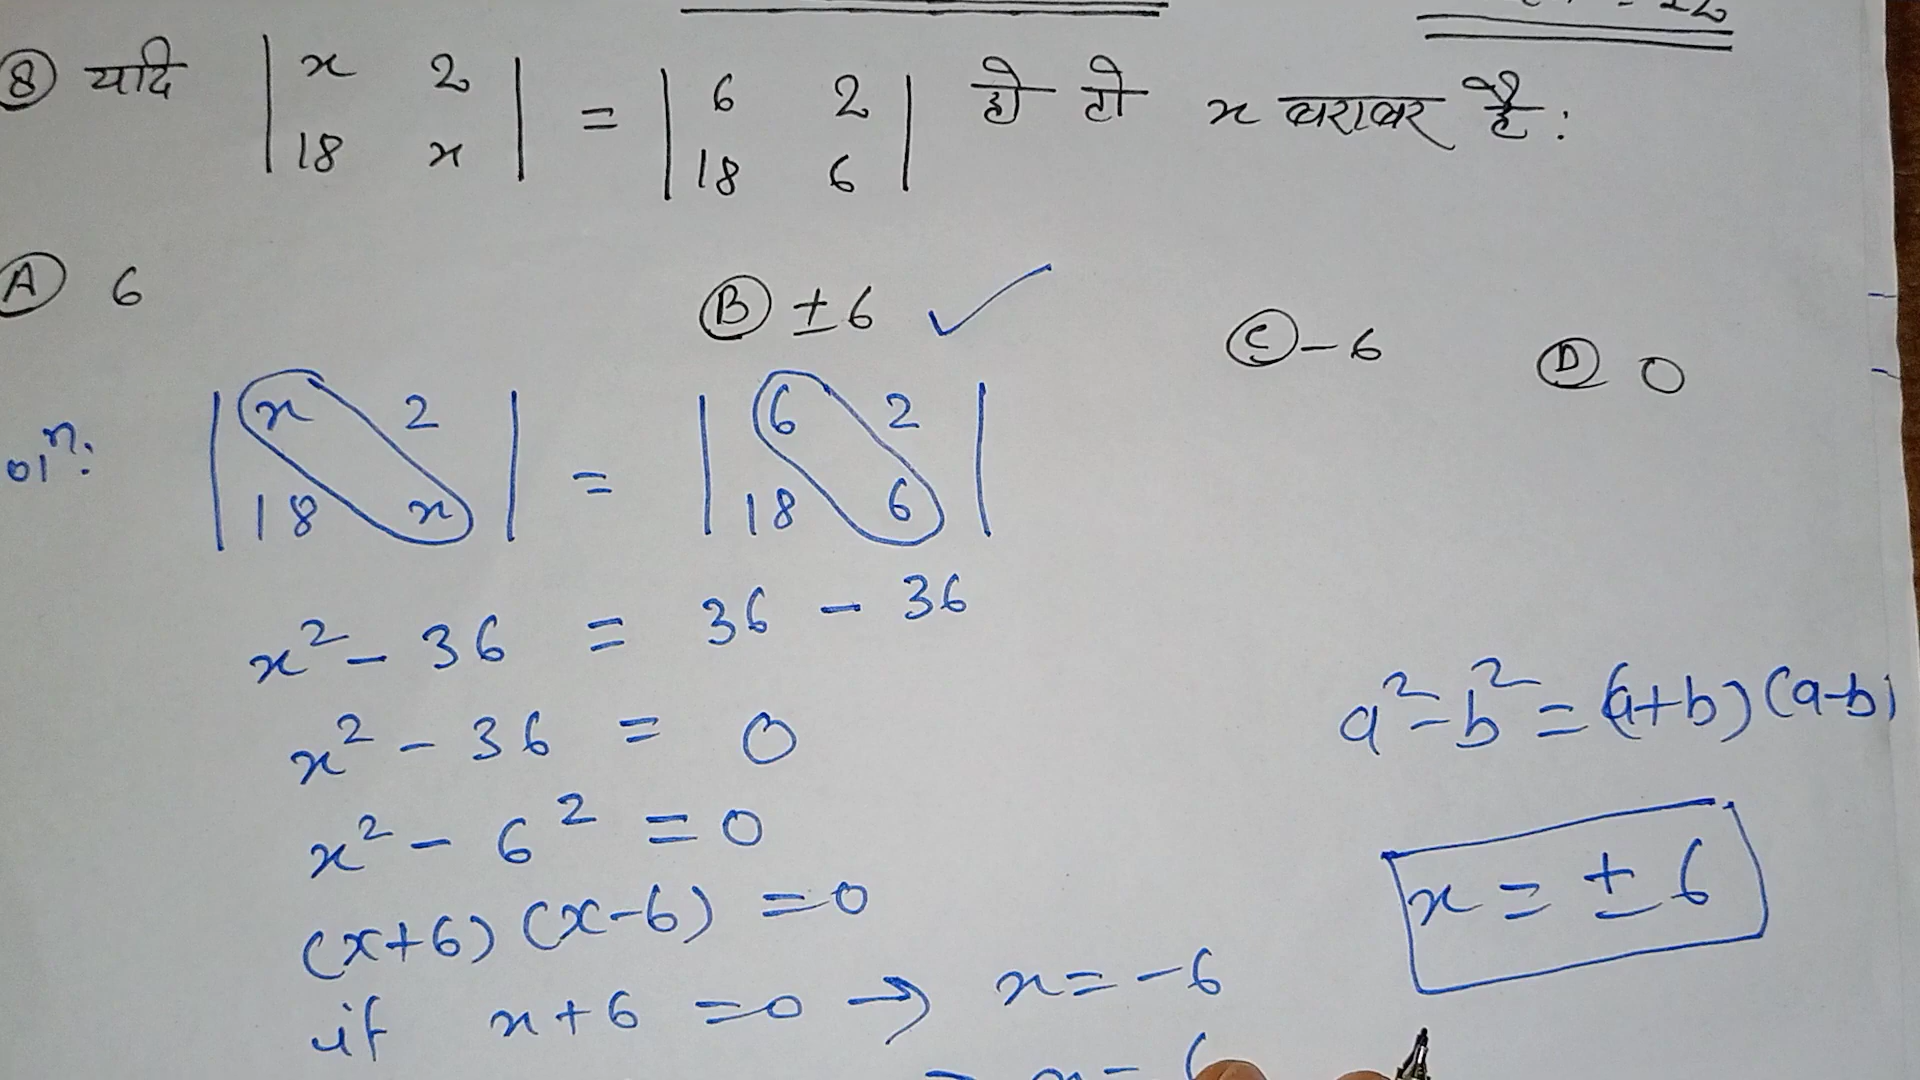 8 यदि | x 2 | = | 6 2 | हो तो x बराबर है :
| 18 x | | 18 6 |
A 6 B ±6 ✓ C -6 D 0
olⁿ: | x 2 | = | 6 2 |
| 18 x | | 18 6 |
x² - 36 = 36 - 36
x² - 36 = 0
a² - b² = (a+b) (a-b)
x² - 6² = 0
x = ± 6
(x+6) (x-6) = 0
if x+6 = 0 → x = -6